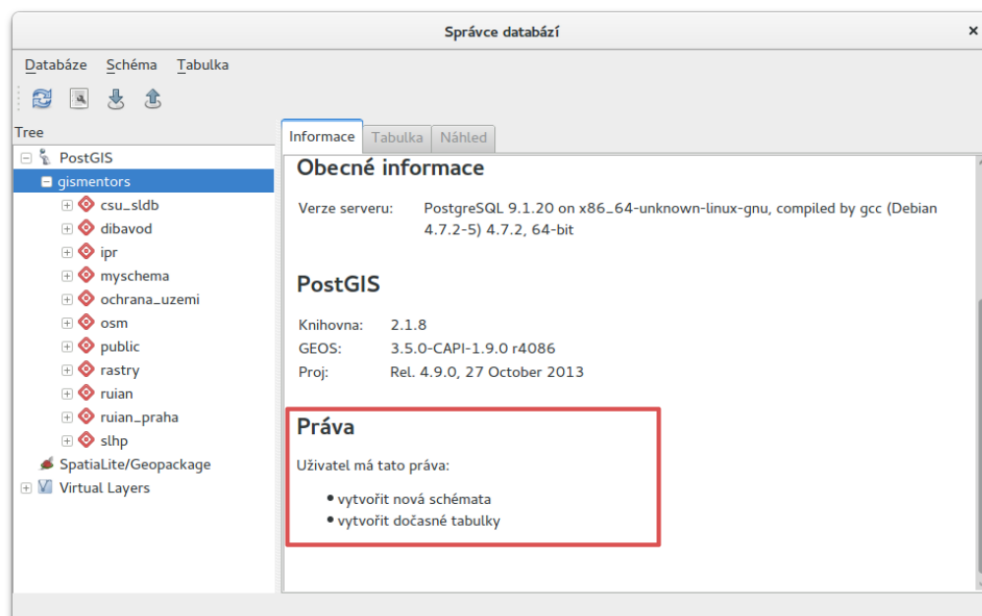 Správce databází
Databáze Schéma Tabulka
Tree
PostGIS
gismentors
csu_sldb
dibavod
ipr
myschema
ochrana_uzemi
osm
public
rastry
ruian
ruian_praha
slhp
SpatiaLite/Geopackage
Virtual Layers
Informace Tabulka Náhled
Obecné informace
Verze serveru: PostgreSQL 9.1.20 on x86_64-unknown-linux-gnu, compiled by gcc (Debian
4.7.2-5) 4.7.2, 64-bit
PostGIS
Knihovna: 2.1.8
GEOS: 3.5.0-CAPI-1.9.0 r4086
Proj: Rel. 4.9.0, 27 October 2013
Práva
Uživatel má tato práva:
• vytvořit nová schémata
• vytvořit dočasné tabulky